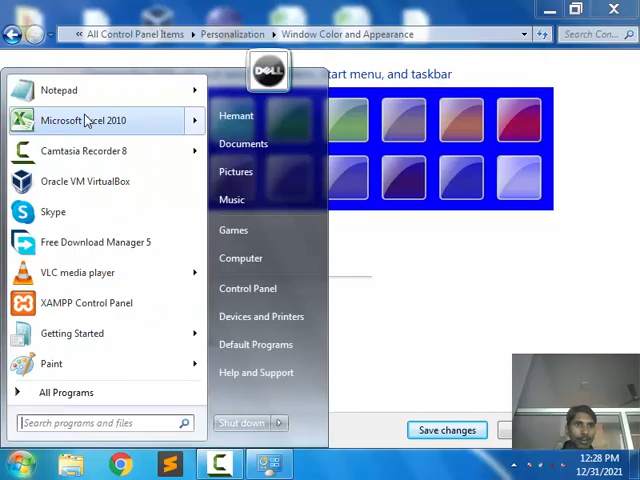 All Control Panel Items
Personalization
Window Color and Appearance
Search Con...
start menu, and taskbar
DELL
Notepad
Microsoft Excel 2010
Camtasia Recorder 8
Oracle VM VirtualBox
Skype
Free Download Manager 5
VLC media player
XAMPP Control Panel
Getting Started
Paint
All Programs
Search programs and files
Hemant
Documents
Pictures
Music
Games
Computer
Control Panel
Devices and Printers
Default Programs
Help and Support
Shut down
Save changes
12:28 PM
12/31/2021